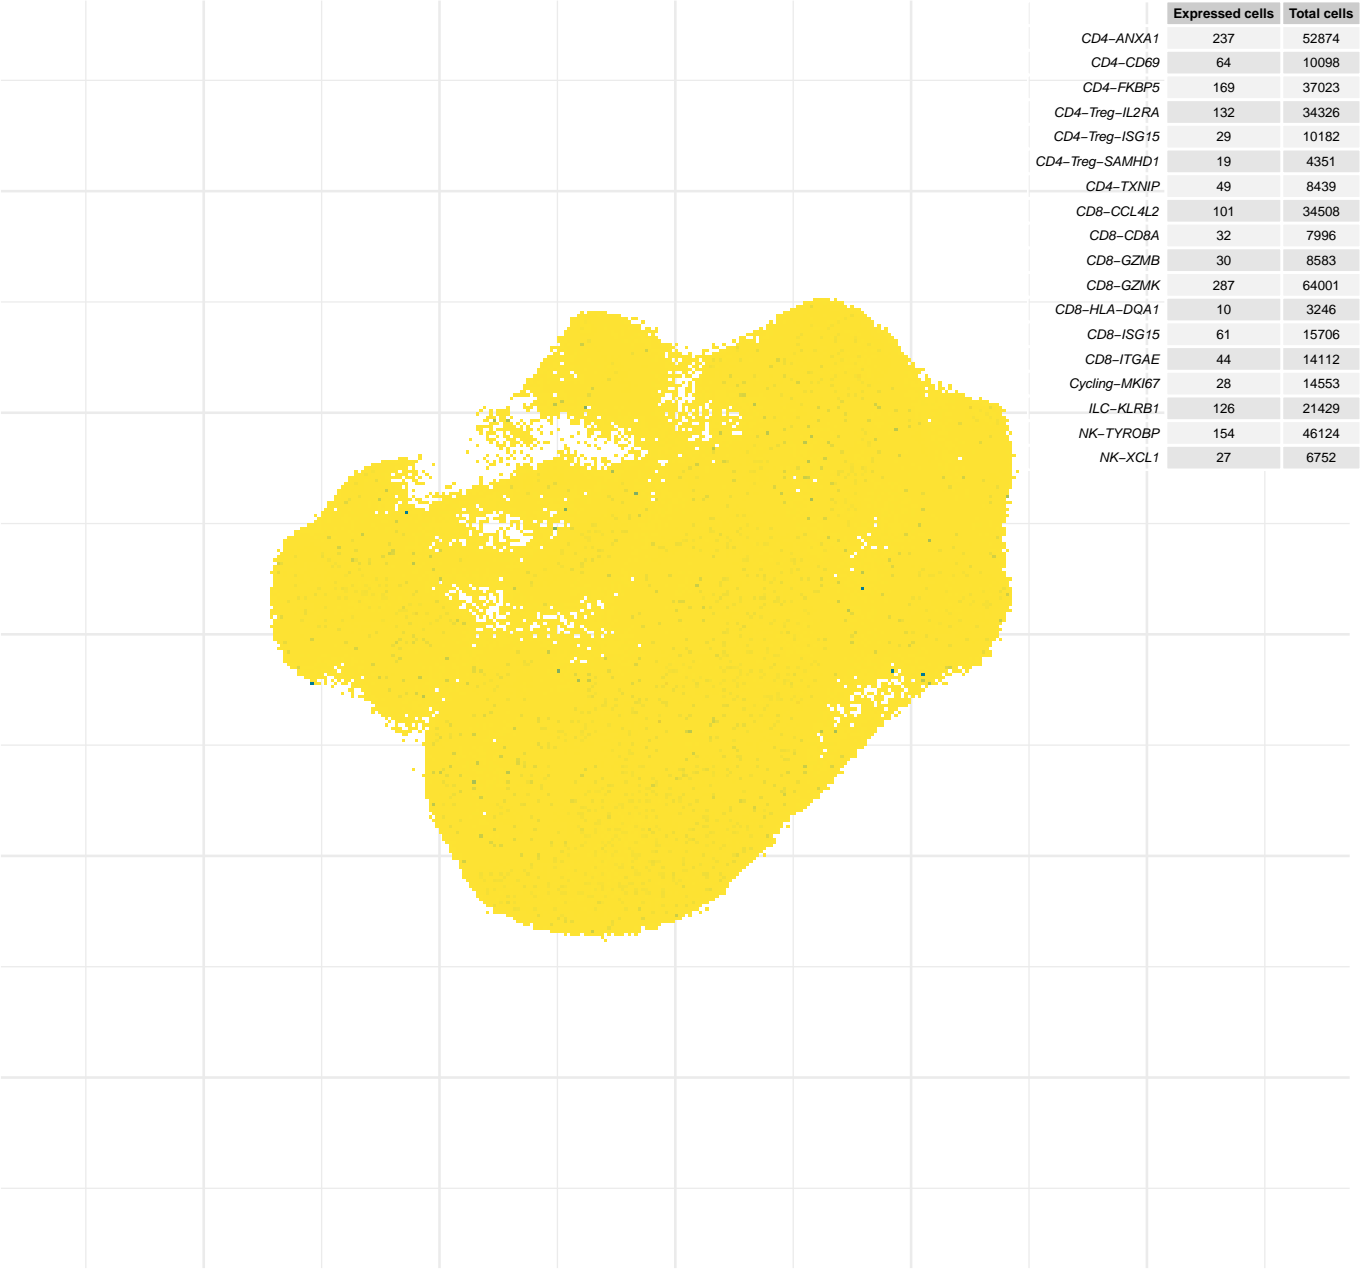 Expressed cells Total cells
CD4−ANXA1 237 52874
CD4−CD69 64 10098
CD4−FKBP5 169 37023
CD4−Treg−IL2RA 132 34326
CD4−Treg−ISG15 29 10182
CD4−Treg−SAMHD1 19 4351
CD4−TXNIP 49 8439
CD8−CCL4L2 101 34508
CD8−CD8A 32 7996
CD8−GZMB 30 8583
CD8−GZMK 287 64001
CD8−HLA−DQA1 10 3246
CD8−ISG15 61 15706
CD8−ITGAE 44 14112
Cycling−MKI67 28 14553
ILC−KLRB1 126 21429
NK−TYROBP 154 46124
NK−XCL1 27 6752